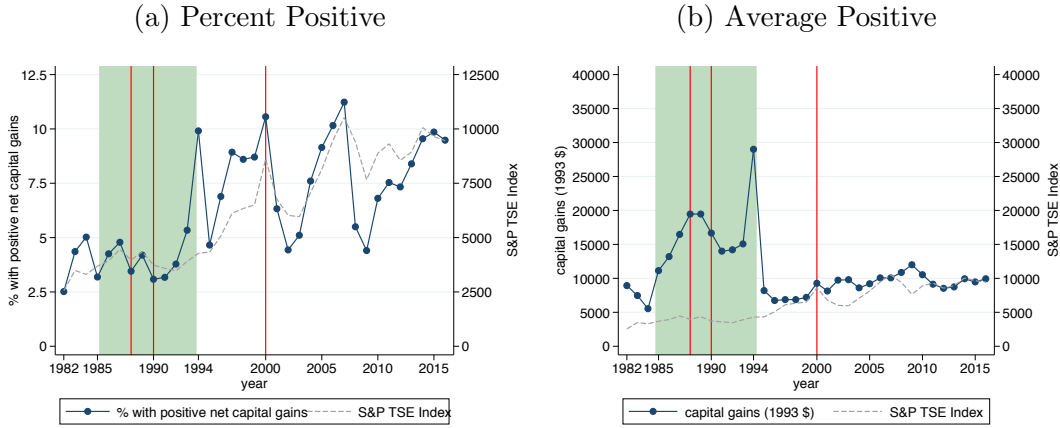 (a) Percent Positive
12.5
10
7.5
5
2.5
0
% with positive net capital gains
12500
10000
7500
5000
2500
0
S&P TSE Index
1982 1985 1990 1994 2000 2005 2010 2015
year
% with positive net capital gains S&P TSE Index
(b) Average Positive
40000
35000
30000
25000
20000
15000
10000
5000
0
capital gains (1993 $)
40000
35000
30000
25000
20000
15000
10000
5000
0
S&P TSE Index
1982 1985 1990 1994 2000 2005 2010 2015
year
capital gains (1993 $) S&P TSE Index